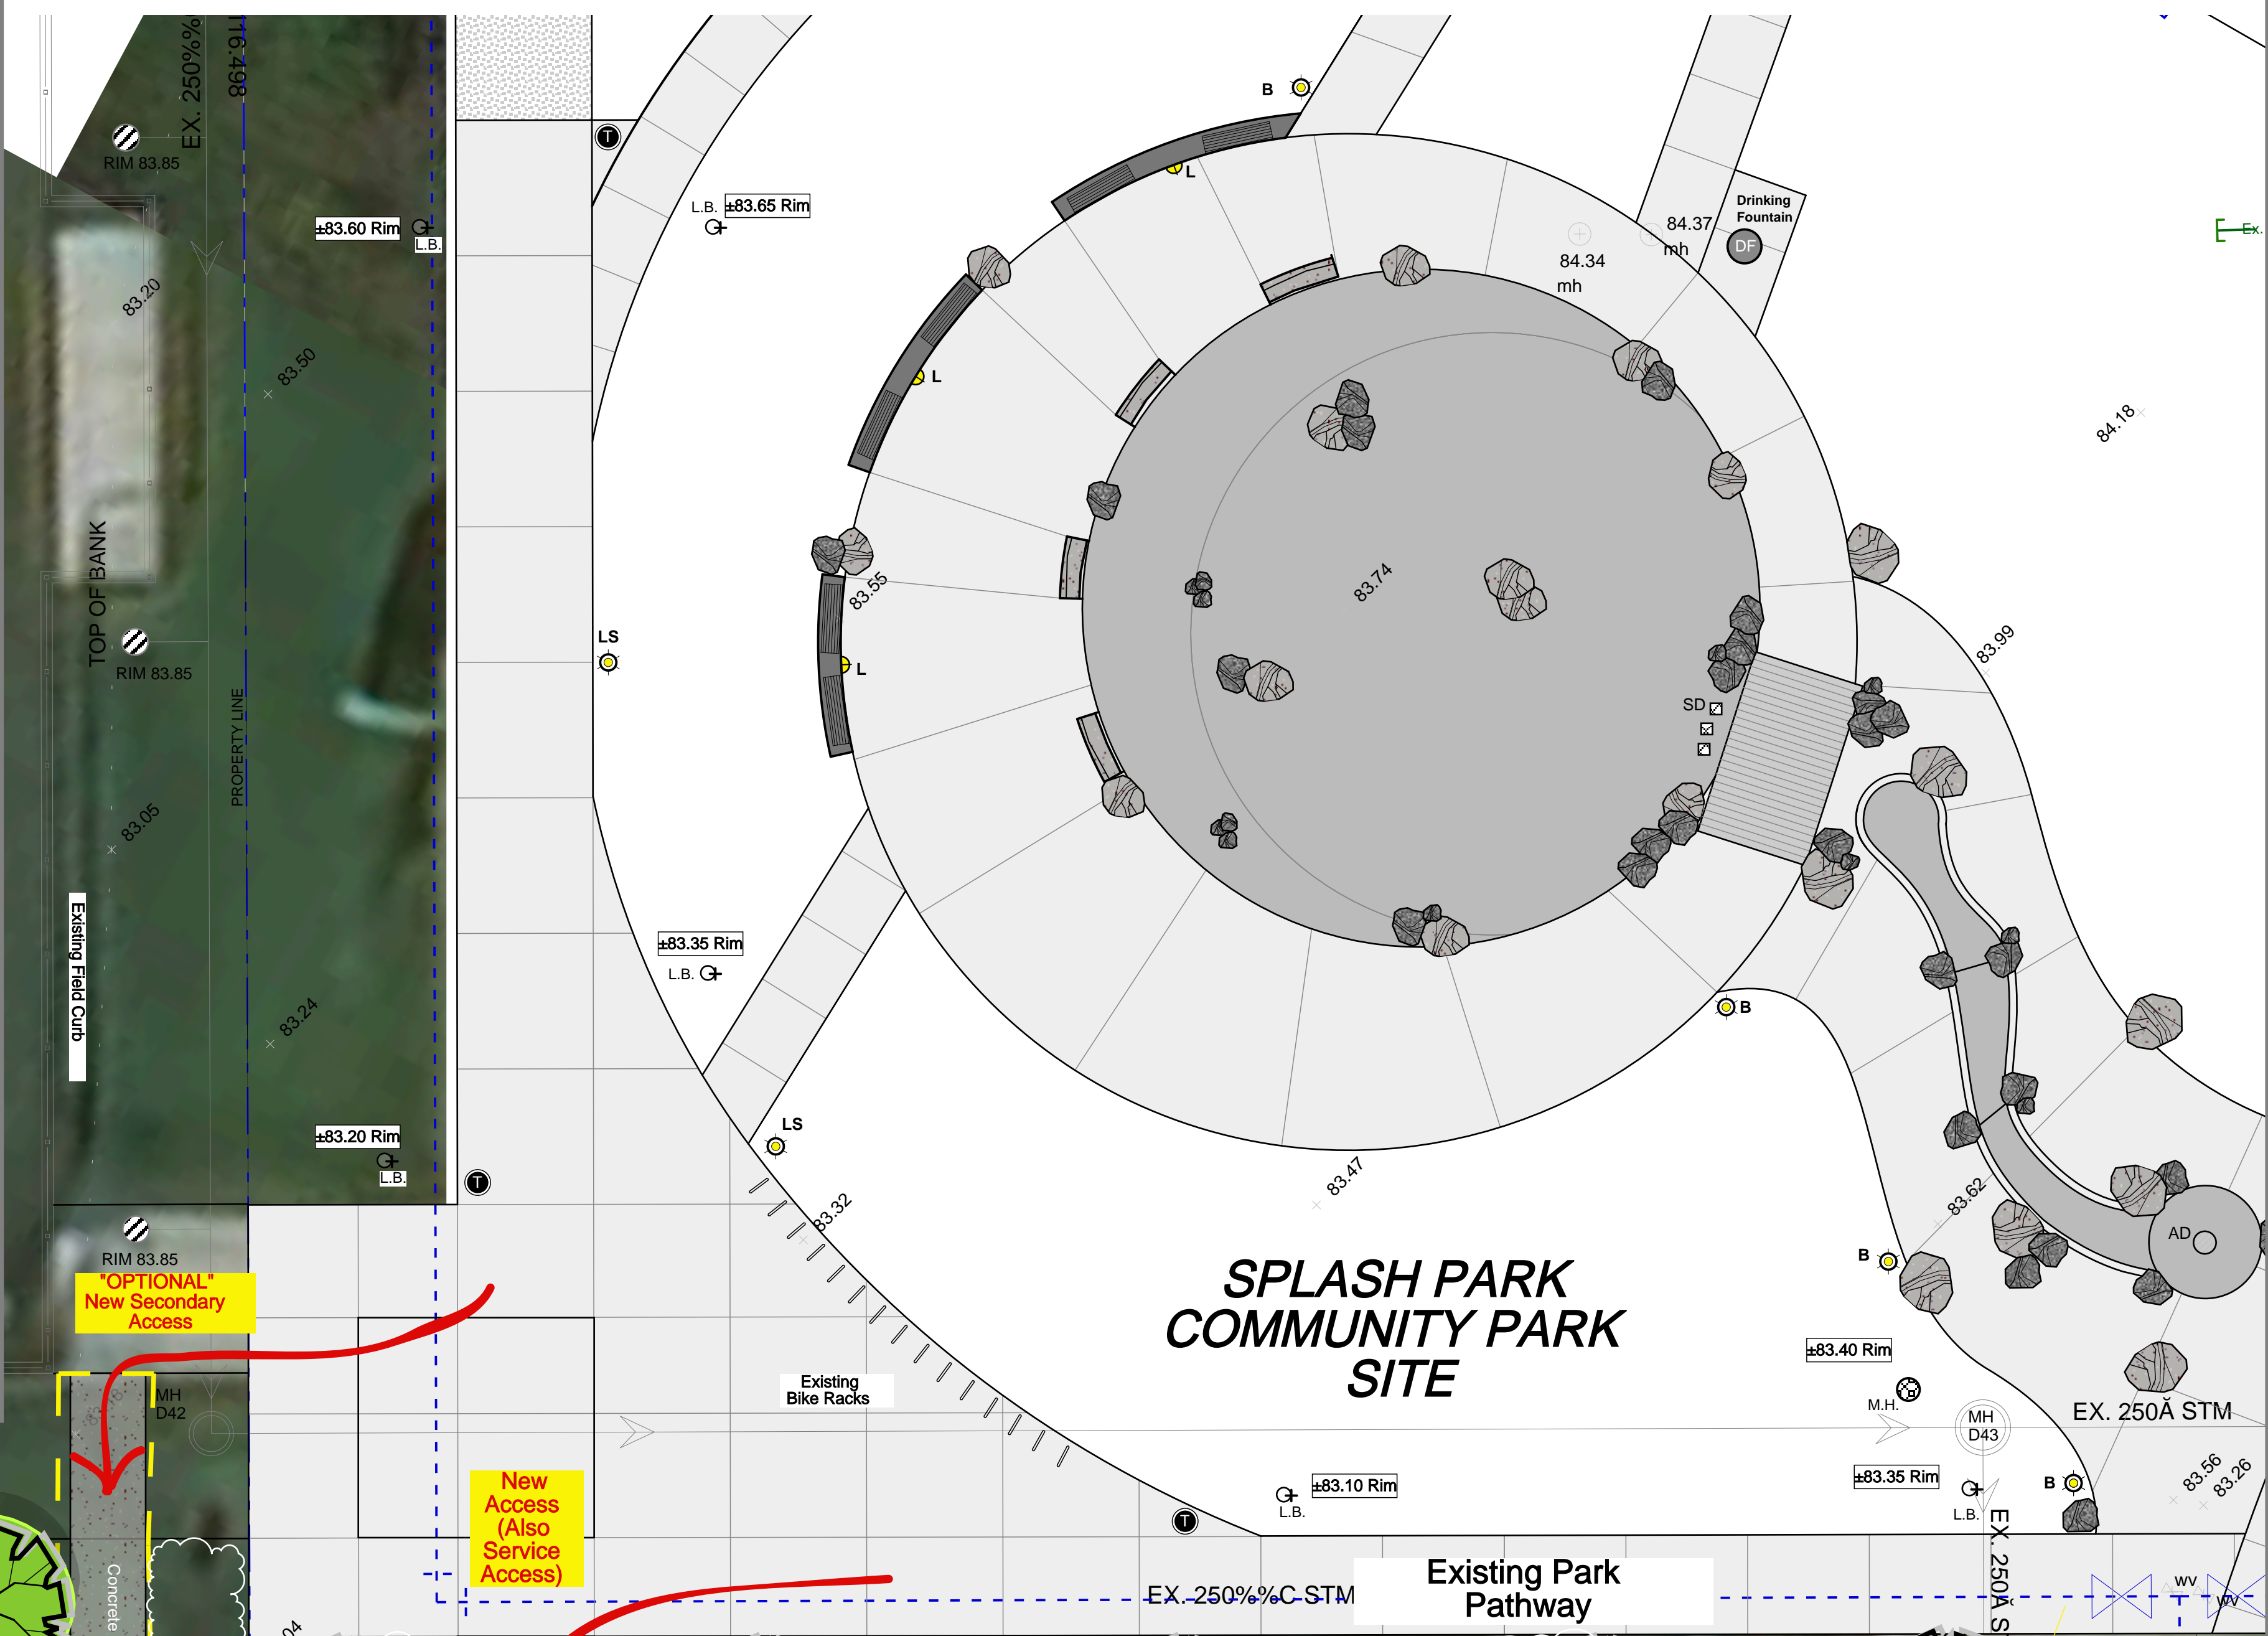 EX. 250%%
116.498
RIM 83.85
±83.60 Rim
L.B.
T
L.B.
±83.65 Rim
B
L
Drinking
Fountain
DF
84.37
mh
84.34
mh
Ex.
83.20
83.50
L
84.18
TOP OF BANK
83.55
83.74
RIM 83.85
LS
L
83.99
PROPERTY LINE
SD
83.05
Existing Field Curb
±83.35 Rim
L.B.
83.24
B
±83.20 Rim
L.B.
T
LS
83.32
83.47
83.62
AD
RIM 83.85
"OPTIONAL"
New Secondary
Access
B
SPLASH PARK
COMMUNITY PARK
SITE
±83.40 Rim
M.H.
Existing
Bike Racks
MH
D42
MH
D43
EX. 250Ă STM
New
Access
(Also
Service
Access)
±83.10 Rim
L.B.
T
±83.35 Rim
L.B.
B
83.56
83.26
EX. 250Ă S
Concrete
EX. 250%%C STM
Existing Park
Pathway
wv
wv
04